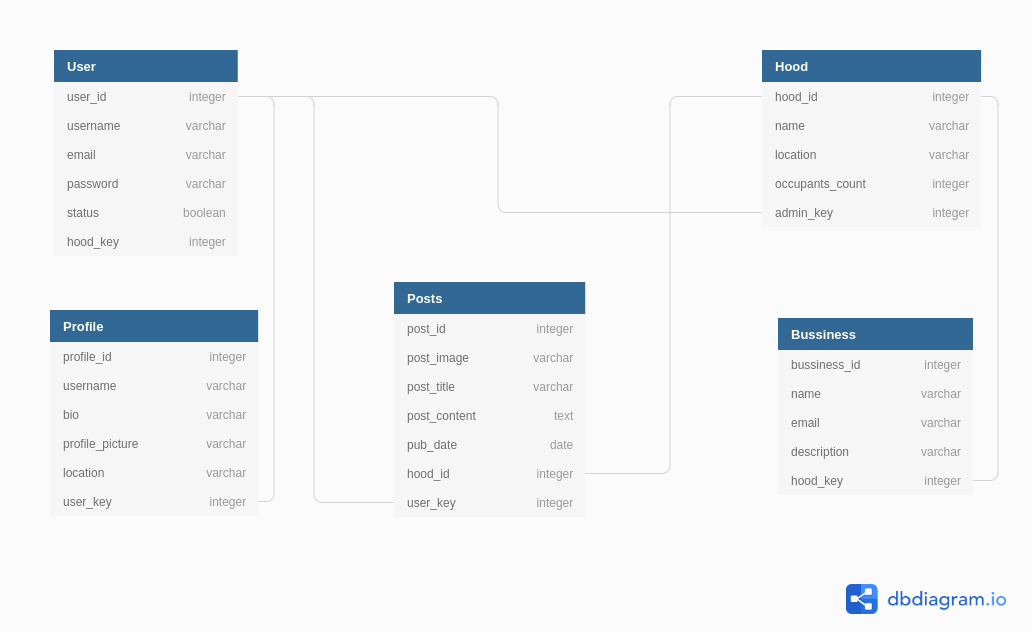 User
user_id integer
username varchar
email varchar
password varchar
status boolean
hood_key integer
Hood
hood_id integer
name varchar
location varchar
occupants_count integer
admin_key integer
Profile
profile_id integer
username varchar
bio varchar
profile_picture varchar
location varchar
user_key integer
Posts
post_id integer
post_image varchar
post_title varchar
post_content text
pub_date date
hood_id integer
user_key integer
Bussiness
bussiness_id integer
name varchar
email varchar
description varchar
hood_key integer
dbdiagram.io